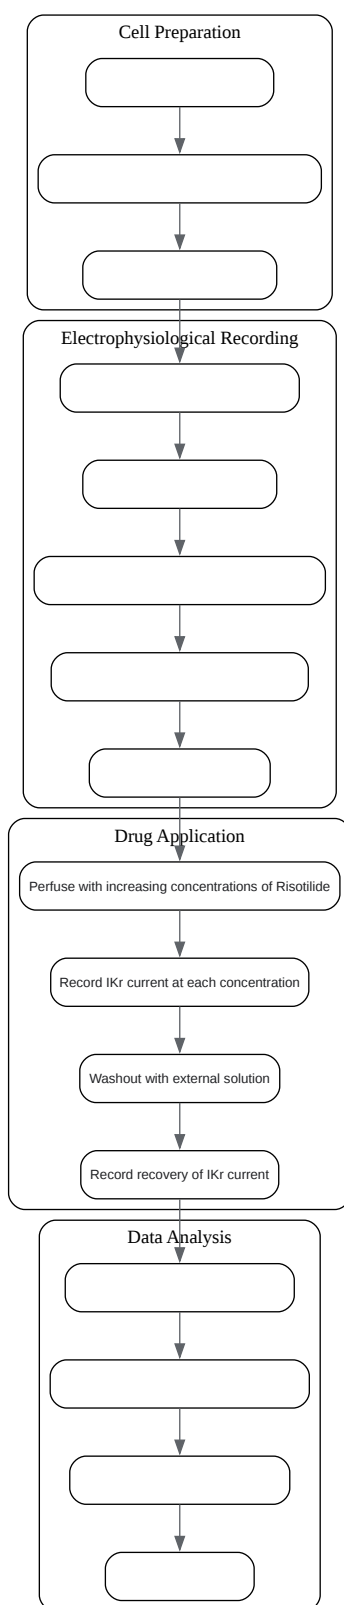 Cell Preparation
Electrophysiological Recording
Drug Application
Perfuse with increasing concentrations of Risotilide
Record IKr current at each concentration
Washout with external solution
Record recovery of IKr current
Data Analysis